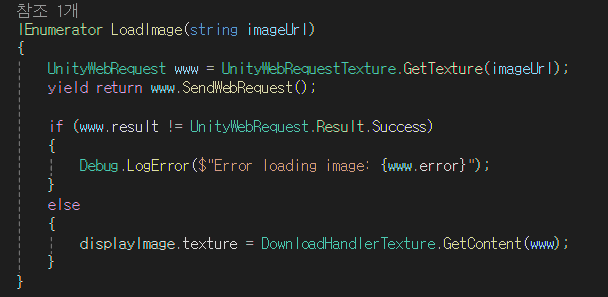 참조 1개
IEnumerator LoadImage(string imageUrl)
{
UnityWebRequest www = UnityWebRequestTexture.GetTexture(imageUrl);
yield return www.SendWebRequest();
if (www.result != UnityWebRequest.Result.Success)
{
Debug.LogError($"Error loading image: {www.error}");
}
else
{
displayImage.texture = DownloadHandlerTexture.GetContent(www);
}
}